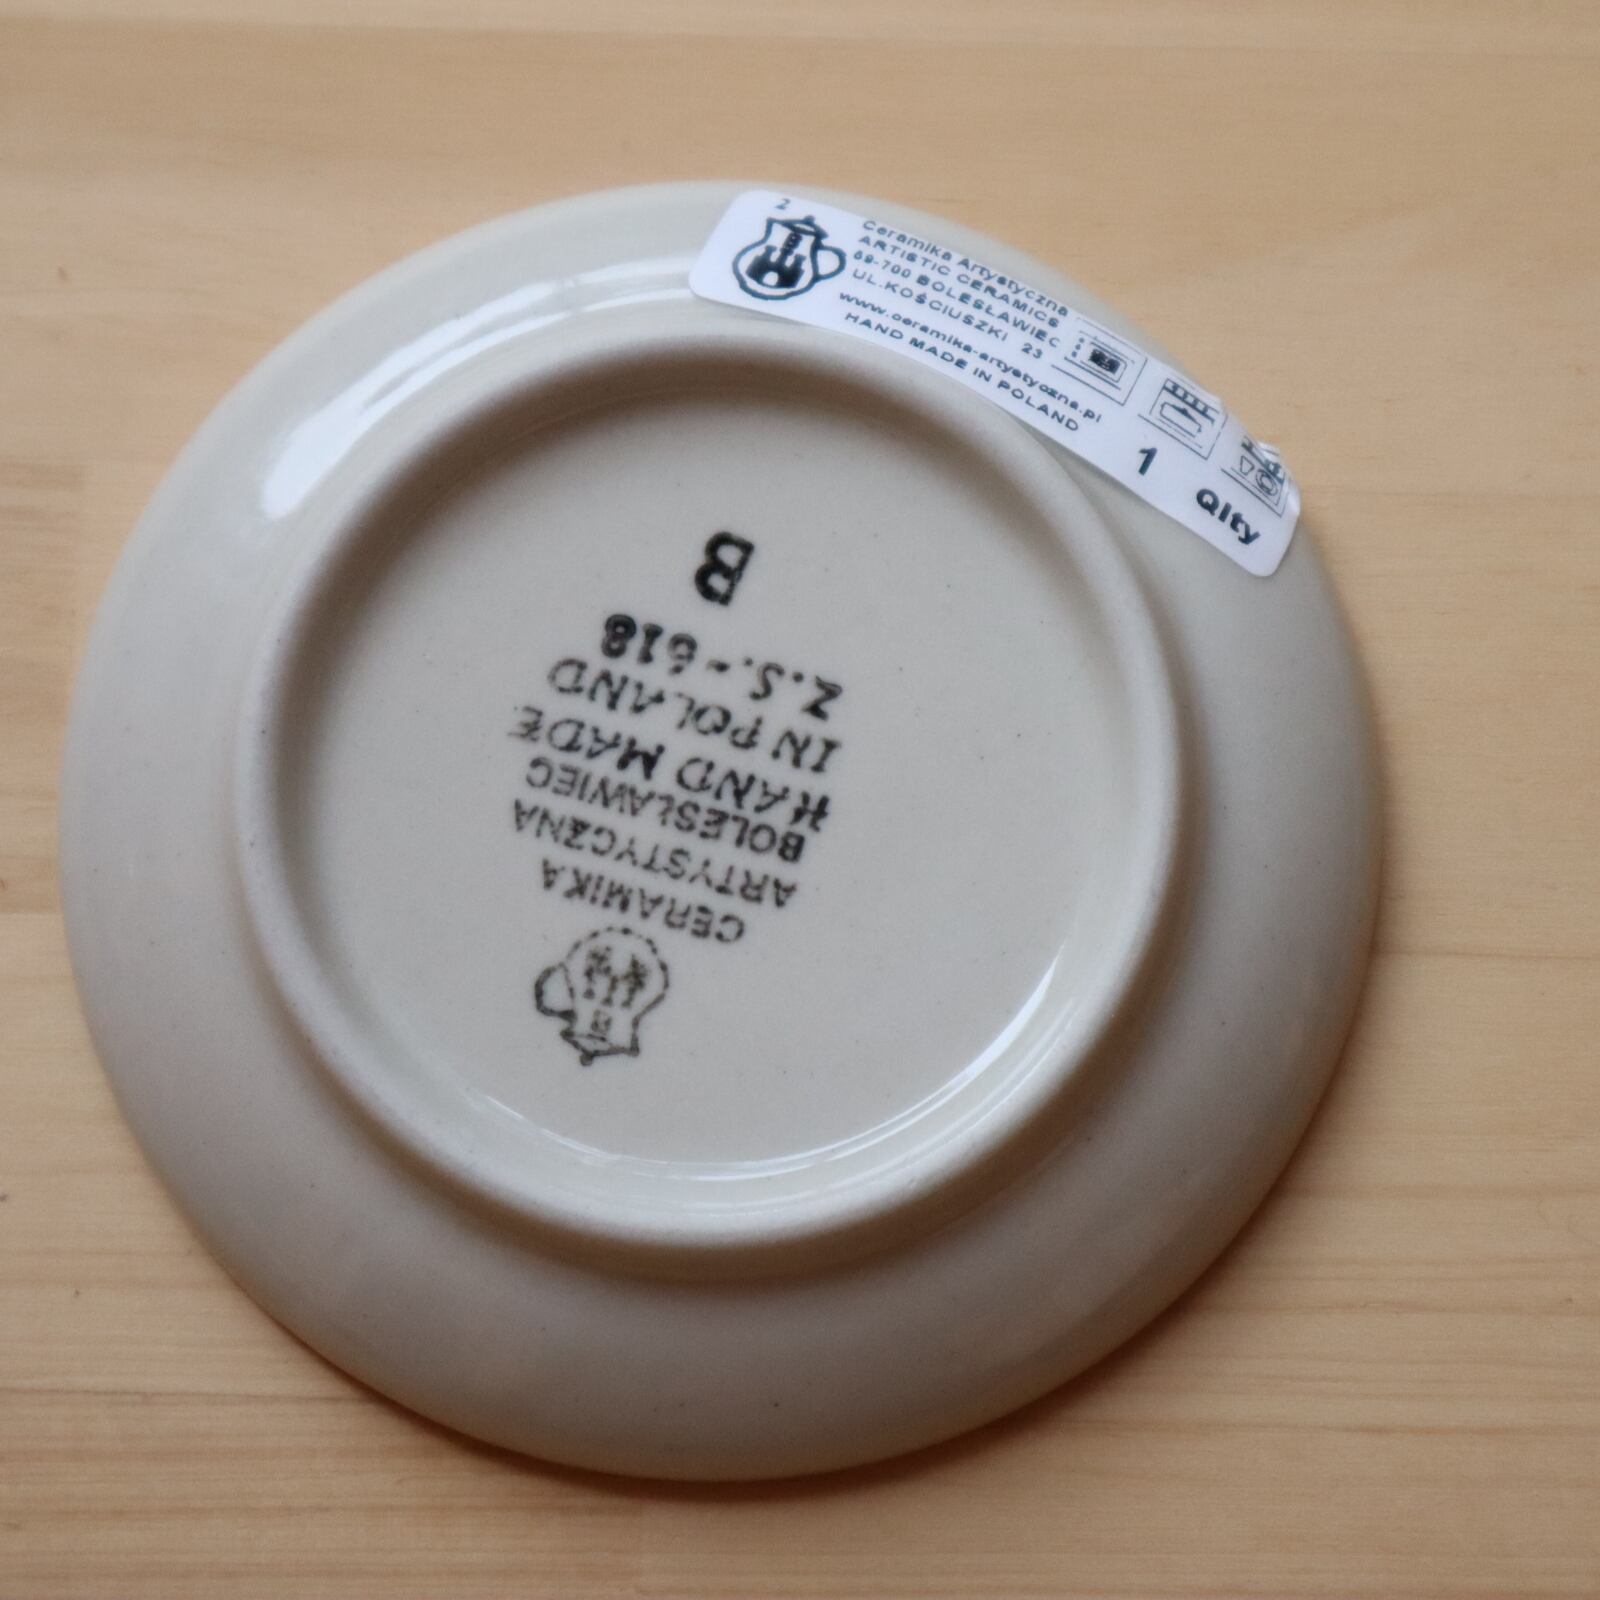 2
Ceramika Artystyczna
ARTISTIC CERAMICS
59-700 BOLESŁAWIEC
UL.KOŚCIUSZKI 23
www.ceramika-artystyczna.pl
HAND MADE IN POLAND
1 Qlty
CERAMIKA
ARTYSTYCZNA
BOLESŁAWIEC
HAND MADE
IN POLAND
Z.S.-618
B